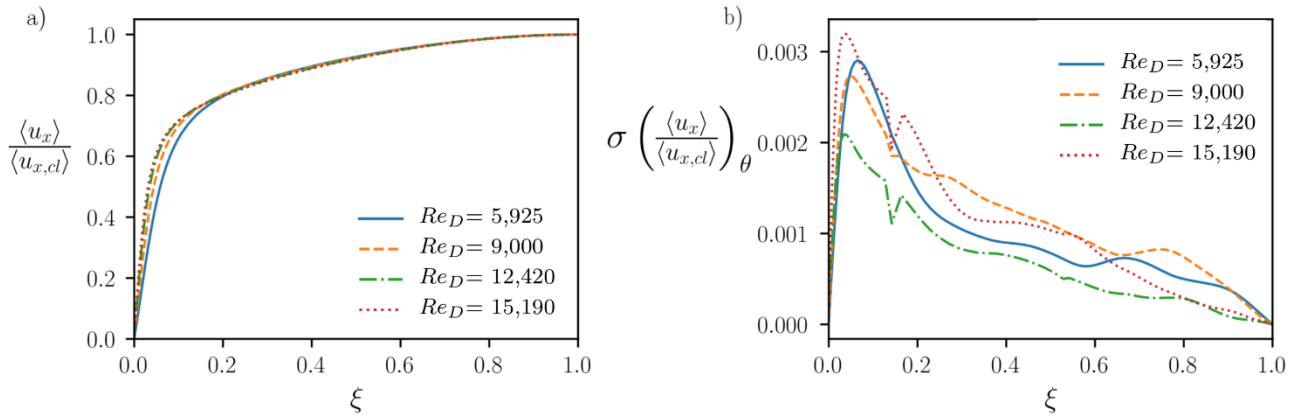 a)
1.0
0.8
0.6
0.4
0.2
0.0
⟨u_x⟩
⟨u_{x,cl}⟩
Re_D= 5,925
Re_D= 9,000
Re_D= 12,420
Re_D= 15,190
0.0 0.2 0.4 0.6 0.8 1.0
ξ
b)
0.003
0.002
0.001
0.000
σ (⟨u_x⟩/⟨u_{x,cl}⟩)_θ
Re_D= 5,925
Re_D= 9,000
Re_D= 12,420
Re_D= 15,190
0.0 0.2 0.4 0.6 0.8 1.0
ξ